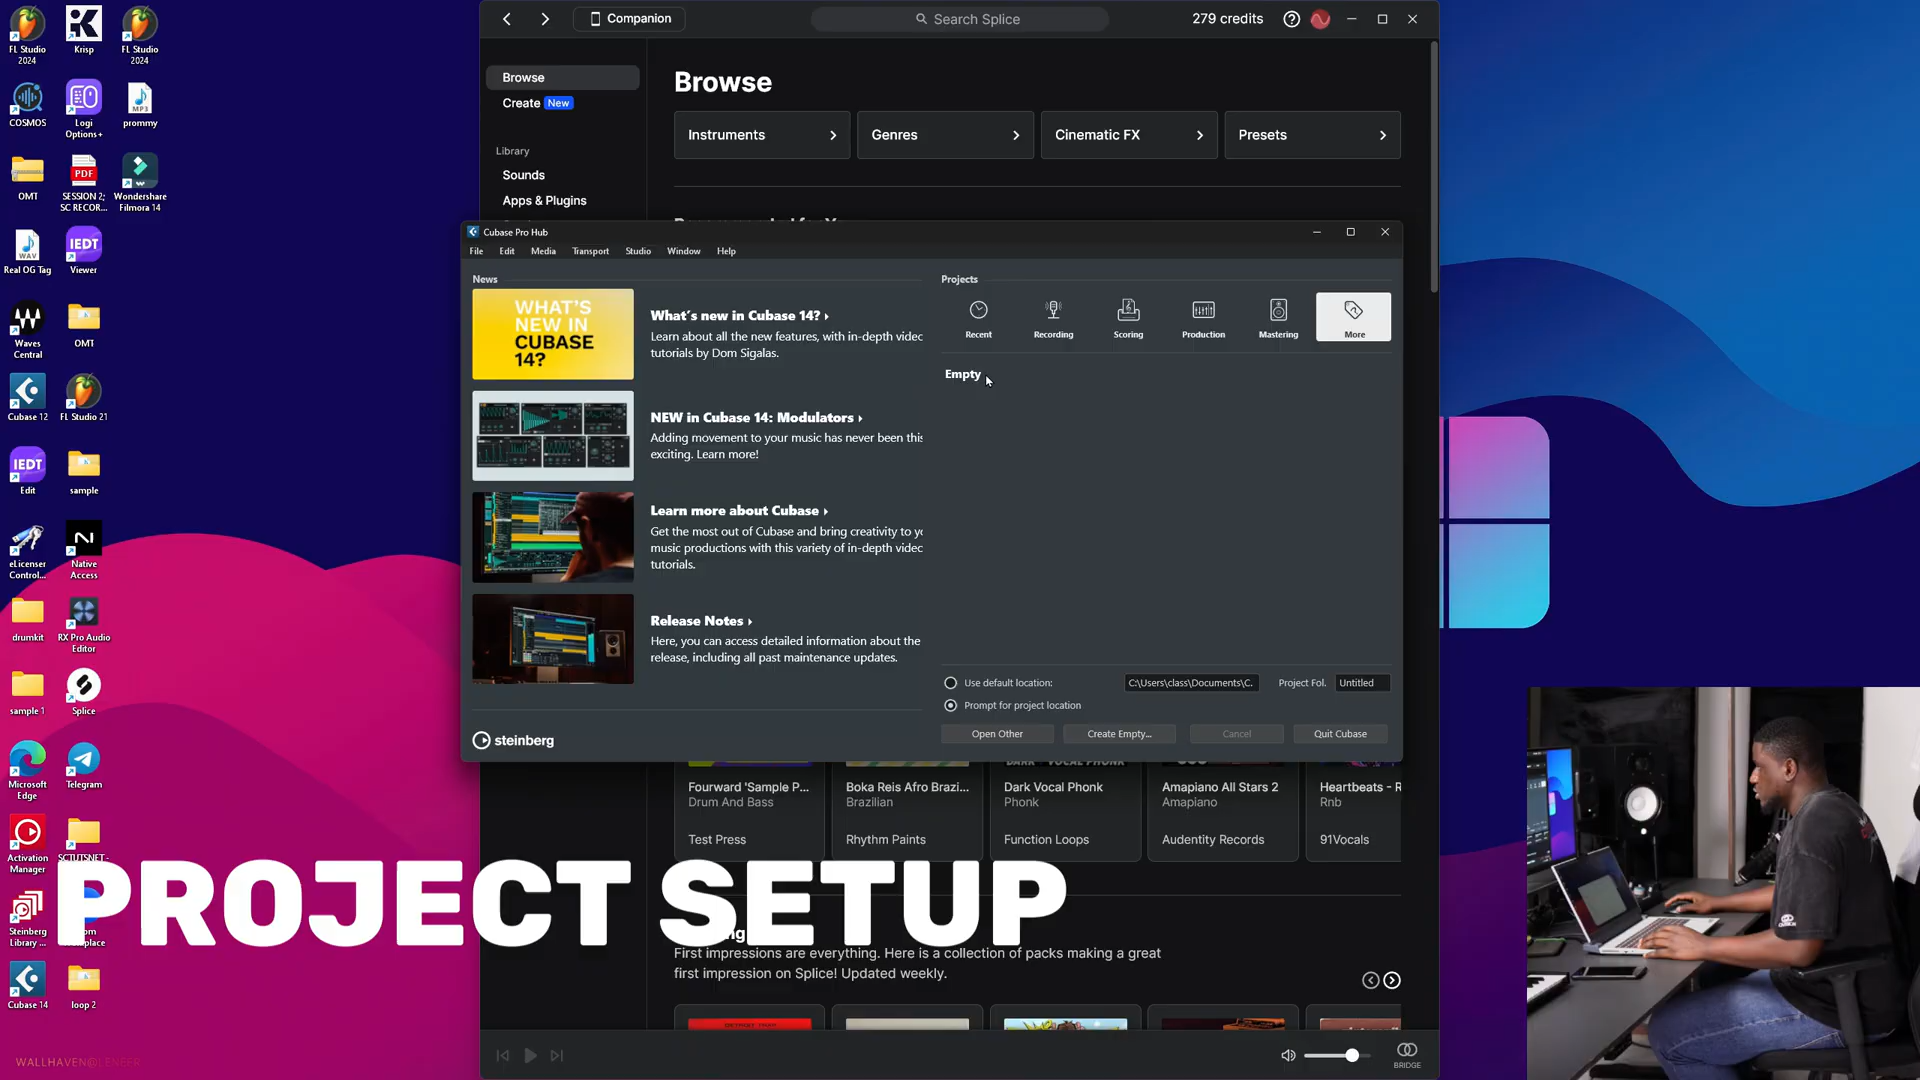 FL Studio
2024
Krisp
FL Studio
2024
COSMOS
Logi
Options+
MP3
prommy
OMT
PDF
SESSION 2;
SC RECOR...
Wondershare
Filmora 14
WAV
Real OG Tag
IEDT
Viewer
Waves
Central
OMT
Cubase 12
FL Studio 21
IEDT
Edit
sample
eLicenser
Control...
Native
Access
drumkit
RX Pro Audio
Editor
sample 1
Splice
Microsoft
Edge
Telegram
Activation
Manager
SCTUTSNET -
Steinberg
Library ...
Cubase 14
loop 2
WALLHAVEN@LENEFR
Companion
Search Splice
279 credits
Browse
Create New
Library
Sounds
Apps & Plugins
Browse
Instruments
Genres
Cinematic FX
Presets
Cubase Pro Hub
File Edit Media Transport Studio Window Help
News
WHAT'S
NEW IN
CUBASE
14?
What's new in Cubase 14?
Learn about all the new features, with in-depth videc
tutorials by Dom Sigalas.
NEW in Cubase 14: Modulators
Adding movement to your music has never been this
exciting. Learn more!
Learn more about Cubase
Get the most out of Cubase and bring creativity to yo
music productions with this variety of in-depth videc
tutorials.
Release Notes
Here, you can access detailed information about the
release, including all past maintenance updates.
steinberg
Projects
Recent
Recording
Scoring
Production
Mastering
More
Empty
Use default location:
C:\Users\class\Documents\C.
Project Fol.
Untitled
Prompt for project location
Open Other
Create Empty...
Cancel
Quit Cubase
DARK VOCAL PHONK
Fourward 'Sample P...
Drum And Bass
Test Press
Boka Reis Afro Brazi...
Brazilian
Rhythm Paints
Dark Vocal Phonk
Phonk
Function Loops
Amapiano All Stars 2
Amapiano
Audentity Records
Heartbeats - R
Rnb
91Vocals
PROJECT SETUP
First impressions are everything. Here is a collection of packs making a great
first impression on Splice! Updated weekly.
BRIDGE